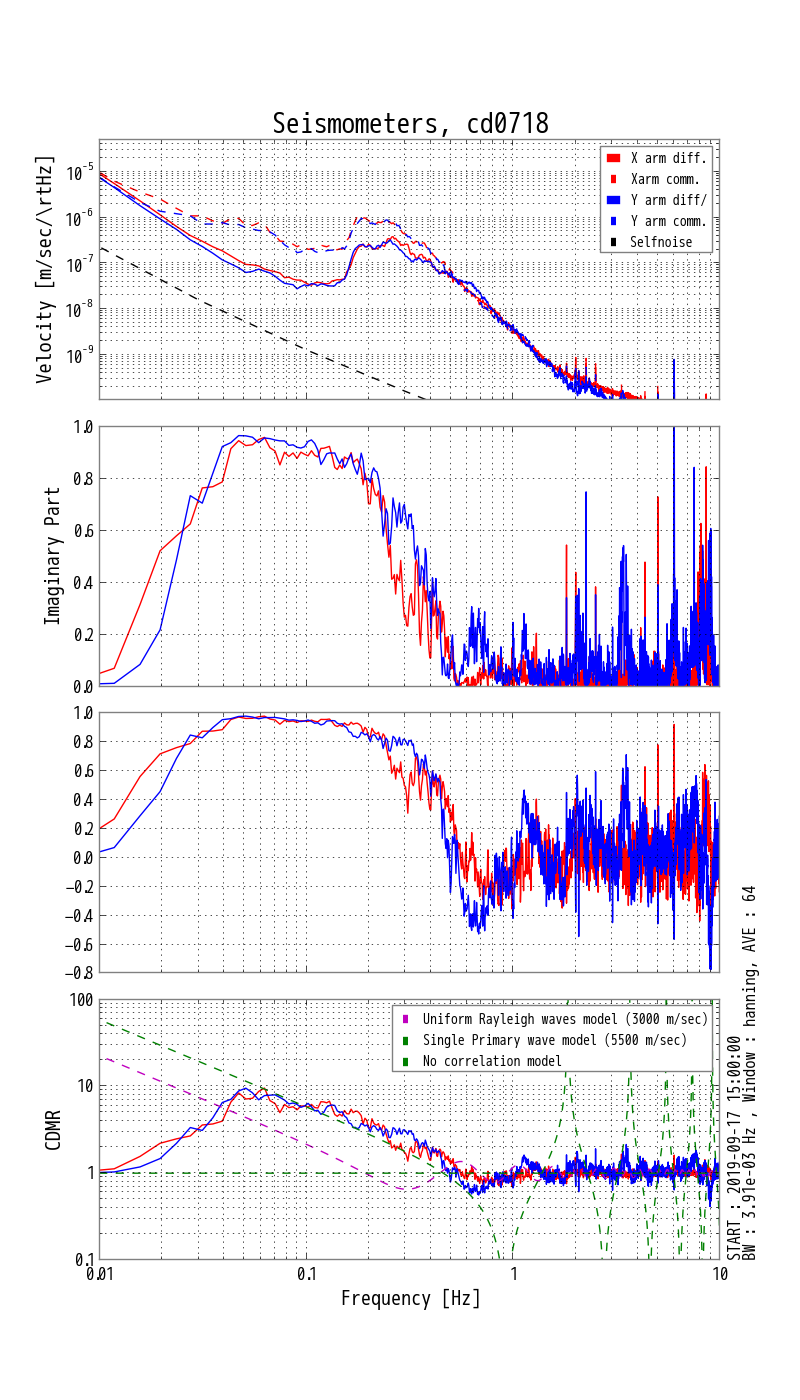 Seismometers, cd0718
Velocity [m/sec/\rtHz]
10^-5
10^-6
10^-7
10^-8
10^-9
X arm diff.
Xarm comm.
Y arm diff/
Y arm comm.
Selfnoise
Imaginary Part
1.0
0.8
0.6
0.4
0.2
0.0
1.0
0.8
0.6
0.4
0.2
0.0
−0.2
−0.4
−0.6
−0.8
CDMR
100
10
1
0.1
Uniform Rayleigh waves model (3000 m/sec)
Single Primary wave model (5500 m/sec)
No correlation model
0.01
0.1
1
10
Frequency [Hz]
START : 2019-09-17 15:00:00
BW : 3.91e-03 Hz , Window : hanning, AVE : 64